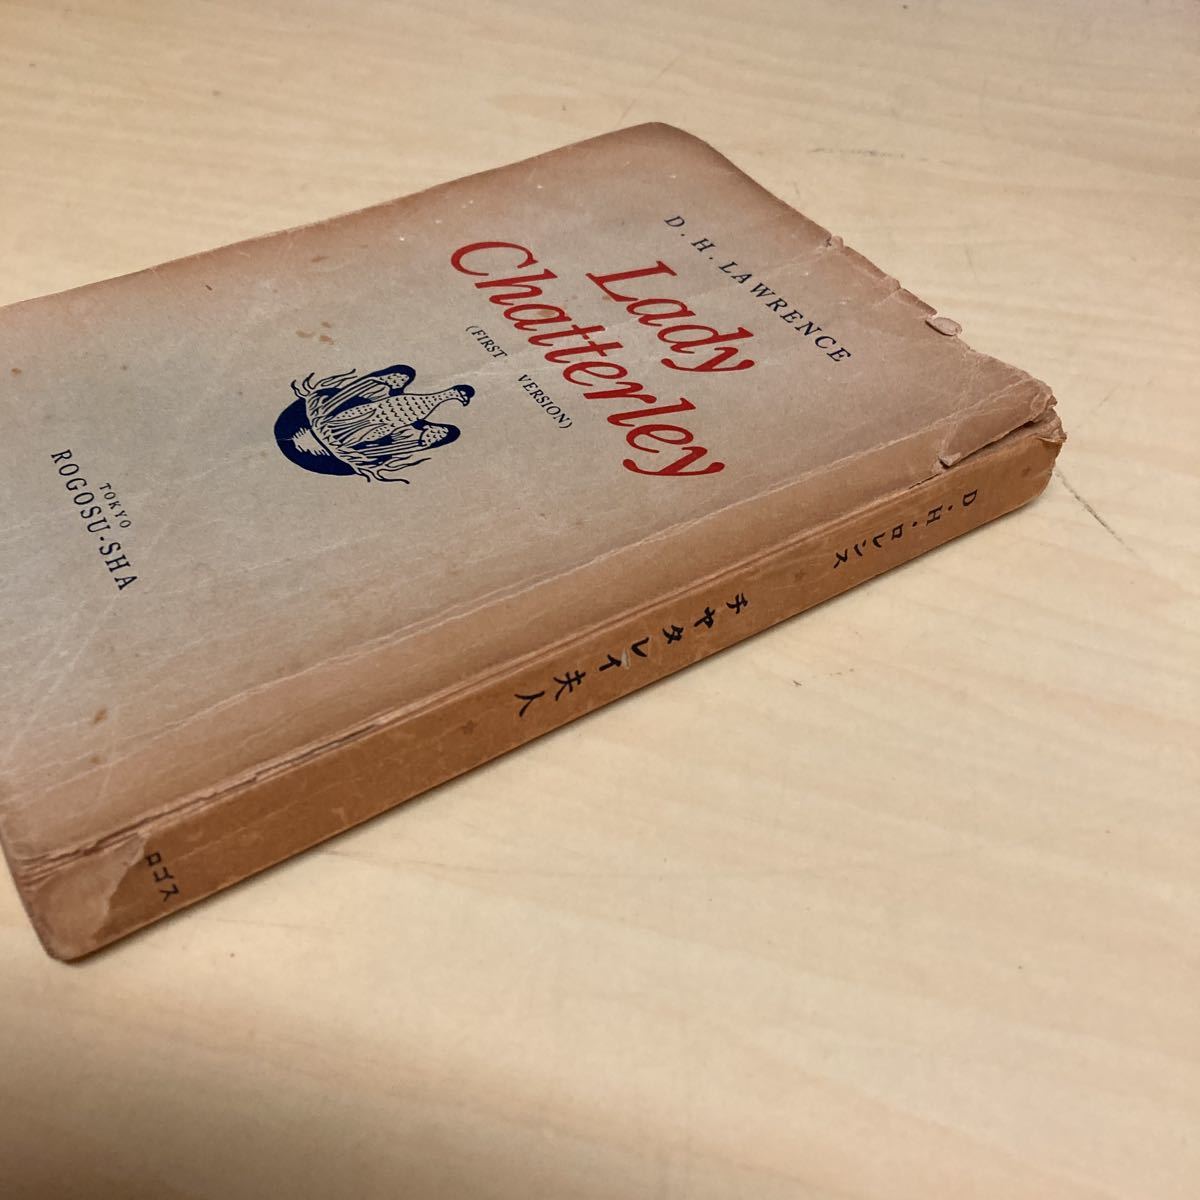 D. H. LAWRENCE
Lady
Chatterley
(FIRST VERSION)
TOKYO
ROGOSU-SHA
D・H・ロレンス
チヤタレイ夫人
ロゴス